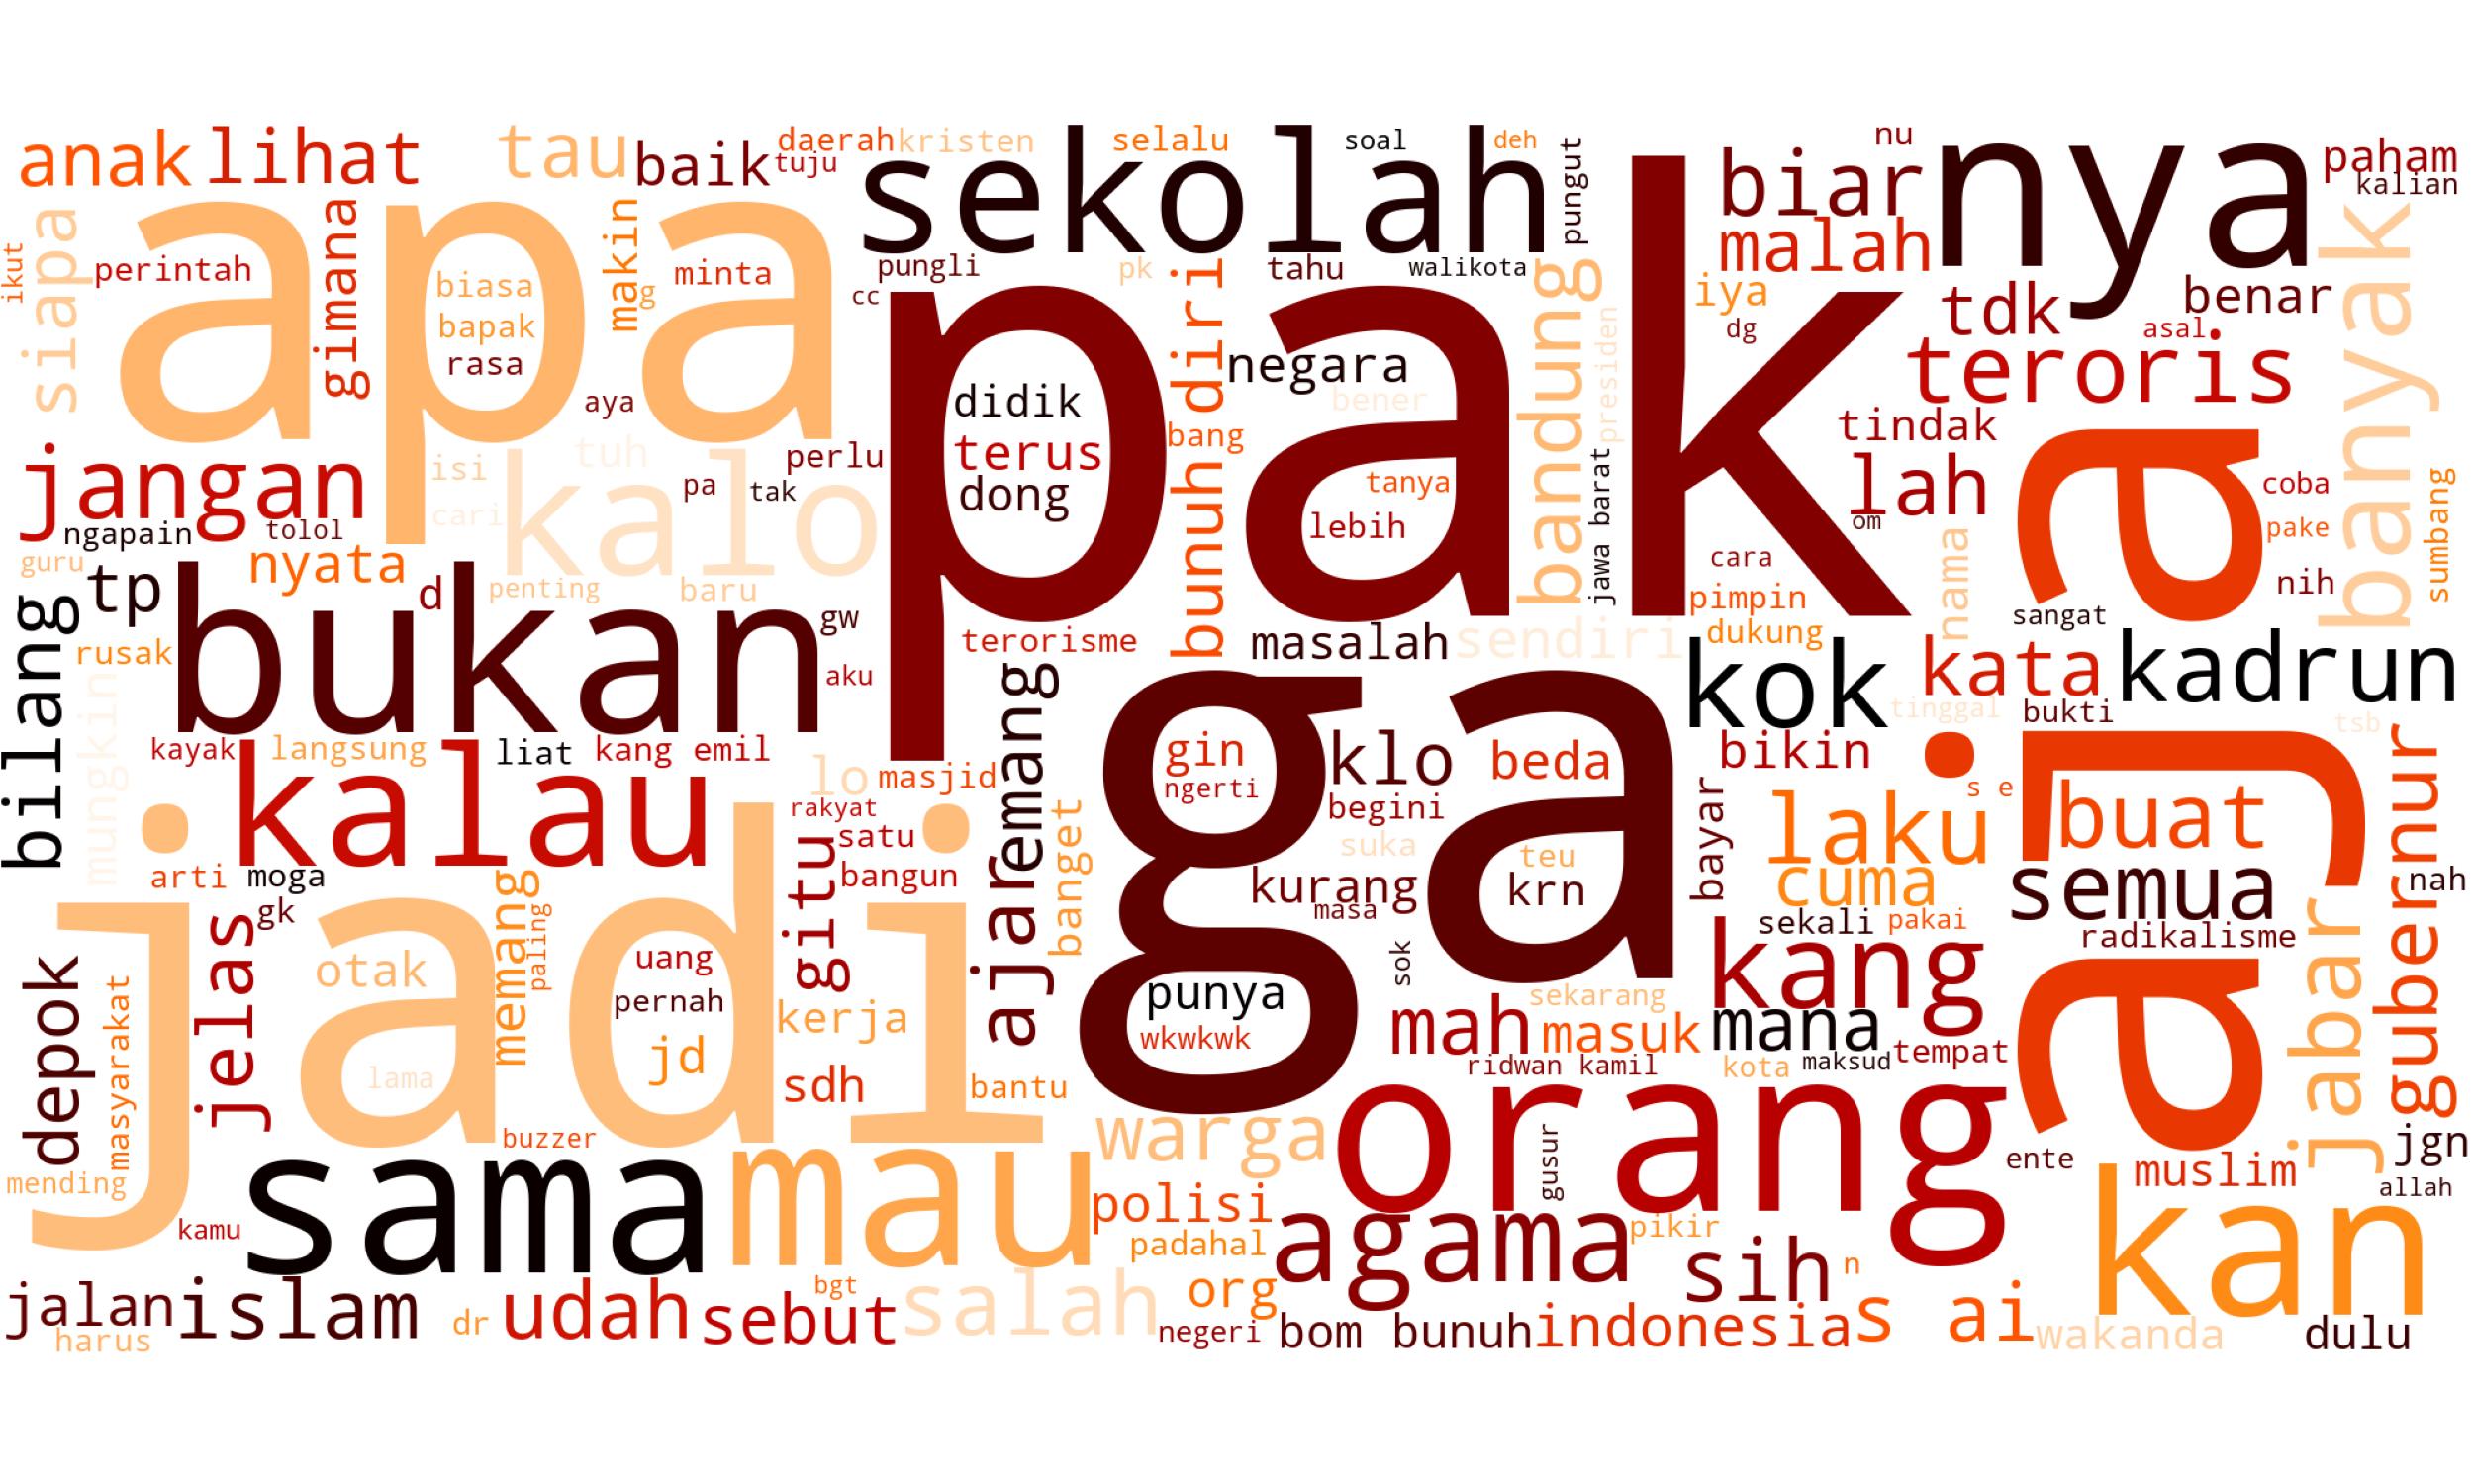 anak
lihat
tau
baik
daerah
tuju
kristen
selalu
soal
deh
pungut
nu
paham
kalian
sekolah
biar
nya
malah
siapa
ikut
perintah
gimana
apa
biasa
bapak
rasa
makin
g
minta
pungli
pk
tahu
walikota
cc
diri
bandung
presiden
iya
dg
tdk
benar
asal
teroris
banyak
negara
bener
didik
terus
dong
pak
bang
bunuh
tanya
lebih
jawa barat
tindak
lah
om
aja
coba
pake
nih
sumbang
aya
tuh
isi
cari
kalo
pa
tak
perlu
jangan
ngapain
tolol
guru
nyata
tp
d
penting
baru
bukan
gw
aku
bilang
rusak
mungkin
terorisme
masalah
sendiri
cara
pimpin
dukung
nama
sangat
kok
kata
kadrun
tinggal
bukti
tsb
kayak
langsung
liat
kang emil
lo
masjid
remang
ajar
ga
gin
ngerti
klo
begini
beda
bikin
s e
gubernur
kalau
rakyat
satu
bangun
gitu
banget
suka
teu
krn
kurang
masa
bayar
laku
cuma
buat
semua
nah
arti
moga
gk
jelas
jadi
otak
lama
memang
paling
uang
pernah
jd
kerja
sdh
bantu
sok
sekali
pakai
radikalisme
jabar
depok
masyarakat
punya
wkwkwk
sekarang
mah
masuk
kang
mana
ridwan kamil
kota
maksud
tempat
mending
kamu
buzzer
sama
mau
warga
orang
gusur
ente
muslim
jgn
allah
polisi
padahal
agama
pikir
sih
n
kan
jalan
islam
harus
dr
udah
sebut
bgt
salah
org
negeri
bom bunuh
indonesia
s ai
wakanda
dulu